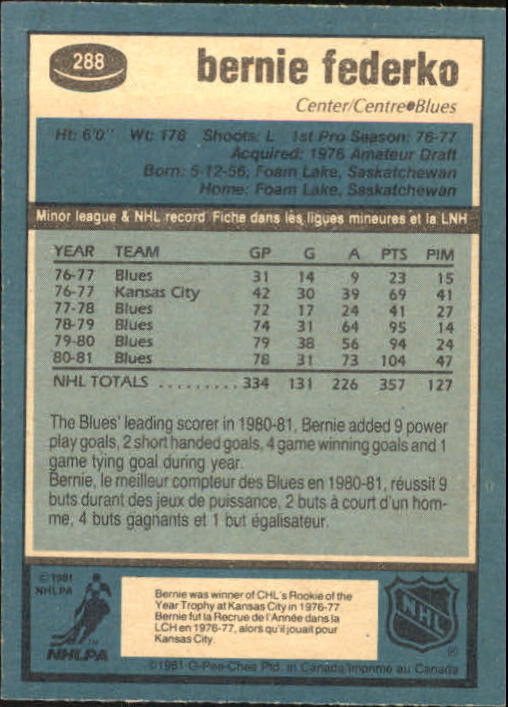 288
bernie federko
Center/Centre●Blues
Ht: 6'0" Wt: 178 Shoots: L 1st Pro Season: 76-77
Acquired: 1976 Amateur Draft
Born: 5-12-56; Foam Lake, Saskatchewan
Home: Foam Lake, Saskatchewan
Minor league & NHL record Fiche dans les ligues mineures et la LNH
YEAR TEAM GP G A PTS PIM
76-77 Blues 31 14 9 23 15
76-77 Kansas City 42 30 39 69 41
77-78 Blues 72 17 24 41 27
78-79 Blues 74 31 64 95 14
79-80 Blues 79 38 56 94 24
80-81 Blues 78 31 73 104 47
NHL TOTALS ......... 334 131 226 357 127
The Blues' leading scorer in 1980-81, Bernie added 9 power
play goals, 2 short handed goals, 4 game winning goals and 1
game tying goal during year.
Bernie, le meilleur compteur des Blues en 1980-81, réussit 9
buts durant des jeux de puissance, 2 buts à court d'un hom-
me, 4 buts gagnants et 1 but égalisateur.
© 1981
NHLPA
NHLPA
Bernie was winner of CHL's Rookie of the
Year Trophy at Kansas City in 1976-77
Bernie fut la Recrue de l'Année dans la
LCH en 1976-77, alors qu'il jouait pour
Kansas City.
NHL
©1981 O-Pee-Chee Ptd. in Canada/Imprimé au Canada